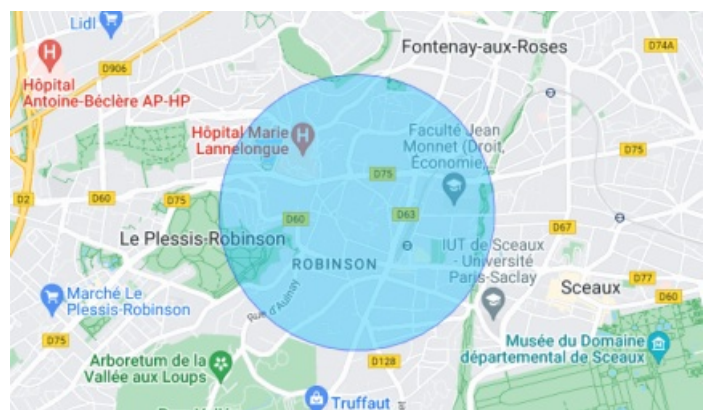 Lidl
Fontenay-aux-Roses
D74A
D906
Hôpital
Antoine-Béclère AP-HP
Hôpital Marie
Lannelongue
Faculté Jean
Monnet (Droit,
Économie,...
D75
D75
D2
D60
D75
D60
D63
D67
Le Plessis-Robinson
ROBINSON
IUT de Sceaux
- Université
Paris-Saclay
D77
Sceaux
D60
Marché Le
Plessis-Robinson
Rue d'Aulnay
D75
Musée du Domaine
départemental de Sceaux
Arboretum de la
Vallée aux Loups
D128
Truffaut